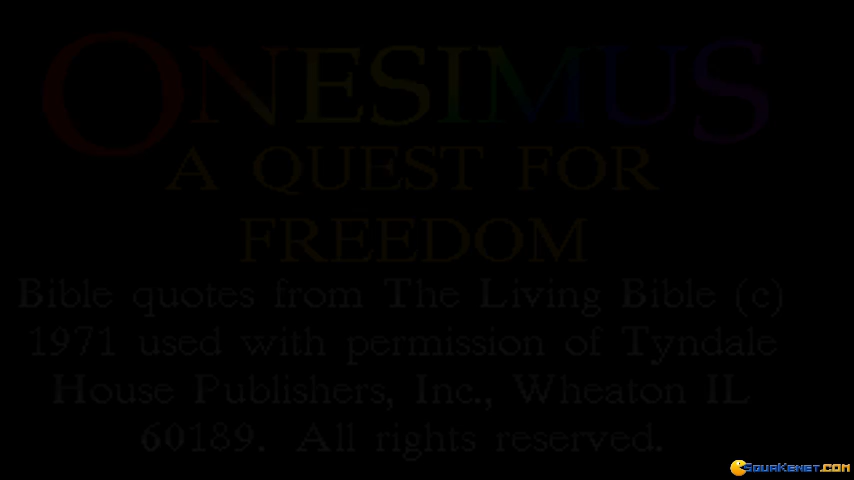 ONESIMUS
A QUEST FOR
FREEDOM
Bible quotes from The Living Bible (c)
1971 used with permission of Tyndale
House Publishers, Inc., Wheaton IL
60189. All rights reserved.
SQUAKENET.COM